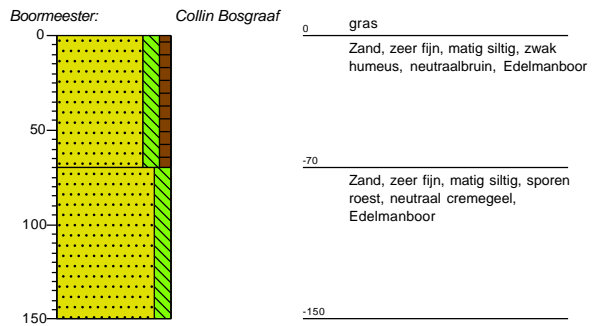 Boormeester: Collin Bosgraaf
0
50
100
150
0
gras
Zand, zeer fijn, matig siltig, zwak
humeus, neutraalbruin, Edelmanboor
-70
Zand, zeer fijn, matig siltig, sporen
roest, neutraal cremegeel,
Edelmanboor
-150